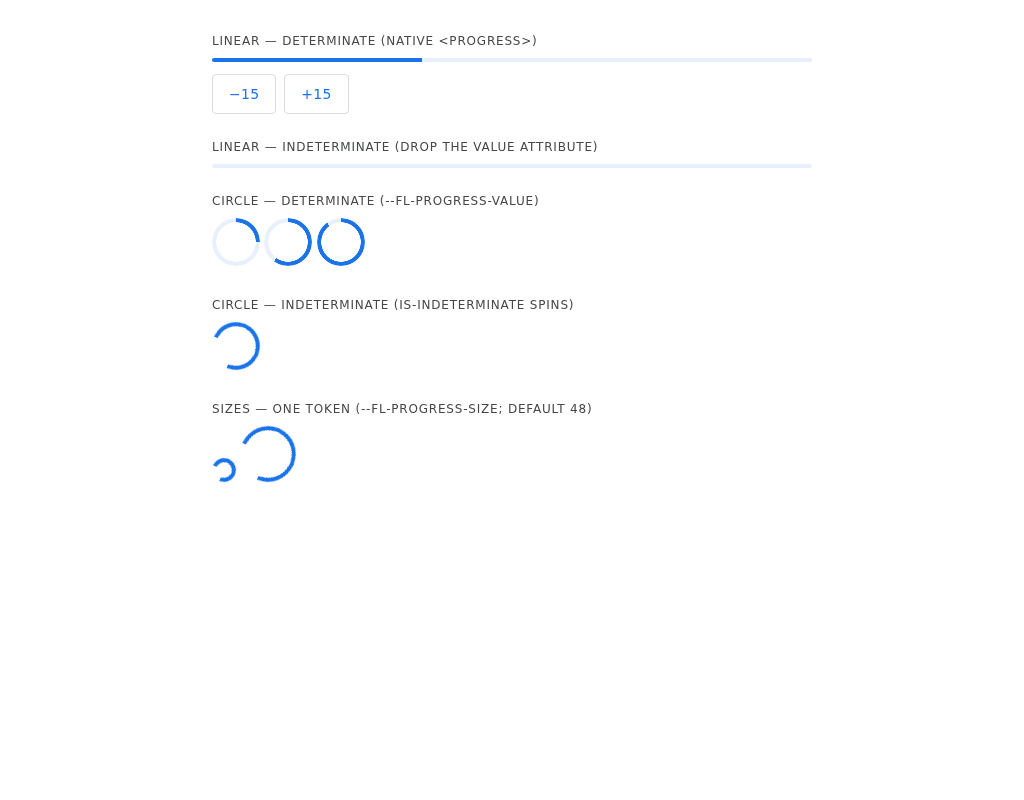 LINEAR — DETERMINATE (NATIVE <PROGRESS>)
−15
+15
LINEAR — INDETERMINATE (DROP THE VALUE ATTRIBUTE)
CIRCLE — DETERMINATE (--FL-PROGRESS-VALUE)
CIRCLE — INDETERMINATE (IS-INDETERMINATE SPINS)
SIZES — ONE TOKEN (--FL-PROGRESS-SIZE; DEFAULT 48)